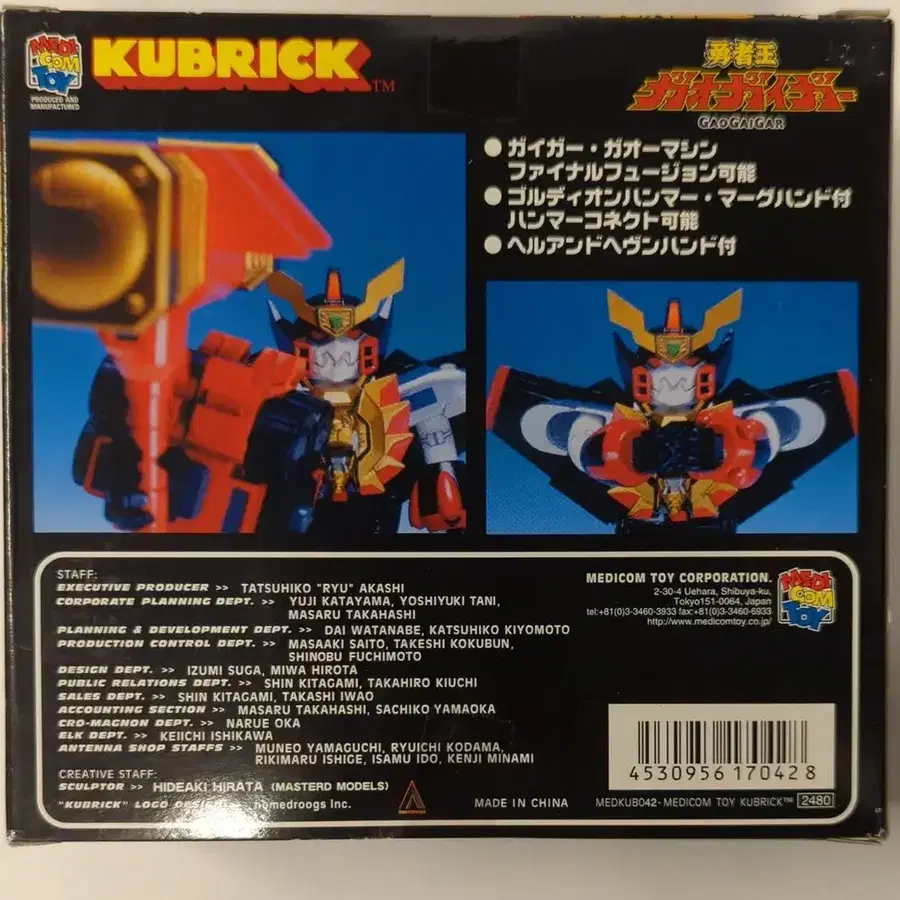 MEDI COM TOY
PRODUCED AND
MANUFACTURED
KUBRICK™
勇者王
ガオガイガー
GAOGAIGAR
●ガイガー・ガオーマシン
ファイナルフュージョン可能
●ゴルディオンハンマー・マーグハンド付
ハンマーコネクト可能
●ヘルアンドヘヴンハンド付
STAFF:
EXECUTIVE PRODUCER >> TATSUHIKO "RYU" AKASHI
CORPORATE PLANNING DEPT. >> YUJI KATAYAMA, YOSHIYUKI TANI,
MASARU TAKAHASHI
PLANNING & DEVELOPMENT DEPT. >> DAI WATANABE, KATSUHIKO KIYOMOTO
PRODUCTION CONTROL DEPT. >> MASAAKI SAITO, TAKESHI KOKUBUN,
SHINOBU FUCHIMOTO
DESIGN DEPT. >> IZUMI SUGA, MIWA HIROTA
PUBLIC RELATIONS DEPT. >> SHIN KITAGAMI, TAKAHIRO KIUCHI
SALES DEPT. >> SHIN KITAGAMI, TAKASHI IWAO
ACCOUNTING SECTION >> MASARU TAKAHASHI, SACHIKO YAMAOKA
CRO-MAGNON DEPT. >> NARUE OKA
ELK DEPT. >> KEIICHI ISHIKAWA
ANTENNA SHOP STAFFS >> MUNEO YAMAGUCHI, RYUICHI KODAMA,
RIKIMARU ISHIGE, ISAMU IDO, KENJI MINAMI
CREATIVE STAFF:
SCULPTOR >> HIDEAKI HIRATA (MASTERD MODELS)
"KUBRICK" LOGO DESIGN >> nomedroogs Inc.
MEDICOM TOY CORPORATION.
2-30-4 Uehara, Shibuya-ku,
Tokyo151-0064, Japan
tel:+81(0)3-3460-3933 fax:+81(0)3-3460-6933
http://www.medicomtoy.co.jp/
MEDI COM TOY
4530956170428
MADE IN CHINA
MEDKUB042-MEDICOM TOY KUBRICK™ 2480